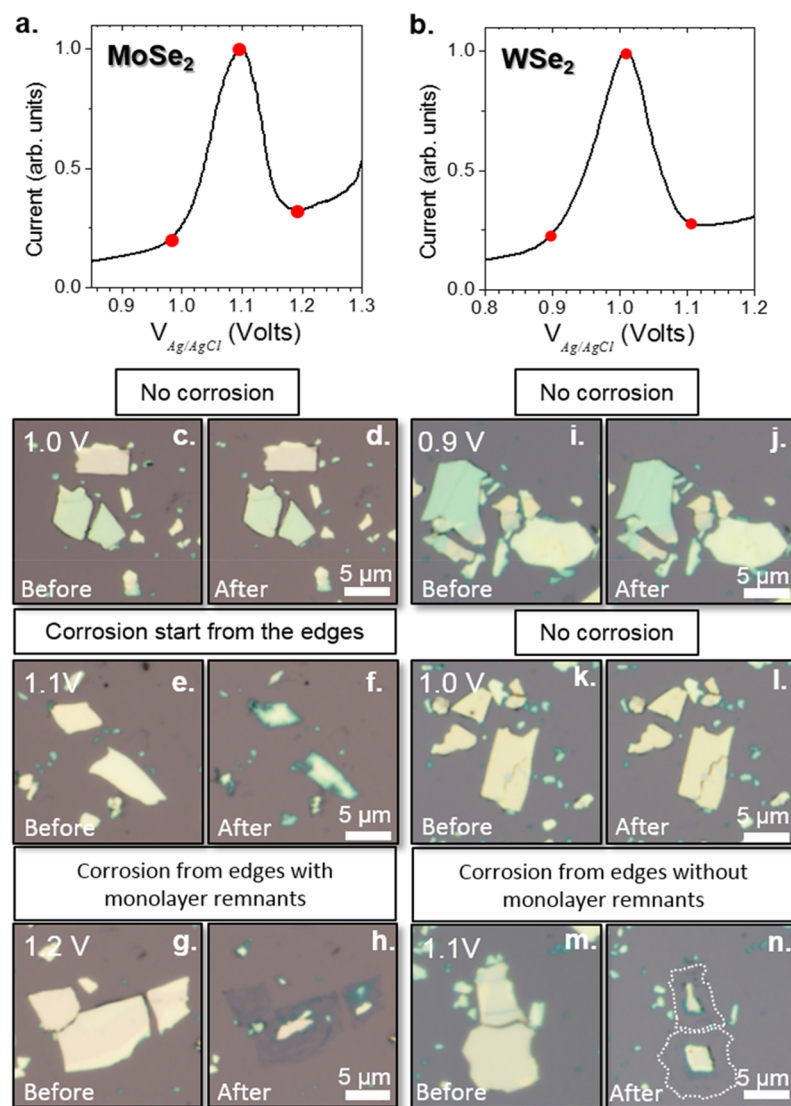 a.
MoSe2
1.0
0.5
0.0
Current (arb. units)
0.9 1.0 1.1 1.2 1.3
V Ag/AgCl (Volts)
b.
WSe2
1.0
0.5
0.0
Current (arb. units)
0.8 0.9 1.0 1.1 1.2
V Ag/AgCl (Volts)
No corrosion
No corrosion
1.0 V c.
Before
d.
After 5 µm
0.9 V i.
Before
j.
After 5 µm
Corrosion start from the edges
No corrosion
1.1V e.
Before
f.
After 5 µm
1.0 V k.
Before
l.
After 5 µm
Corrosion from edges with
monolayer remnants
Corrosion from edges without
monolayer remnants
1.2 V g.
Before
h.
After 5 µm
1.1V m.
Before
n.
After 5 µm